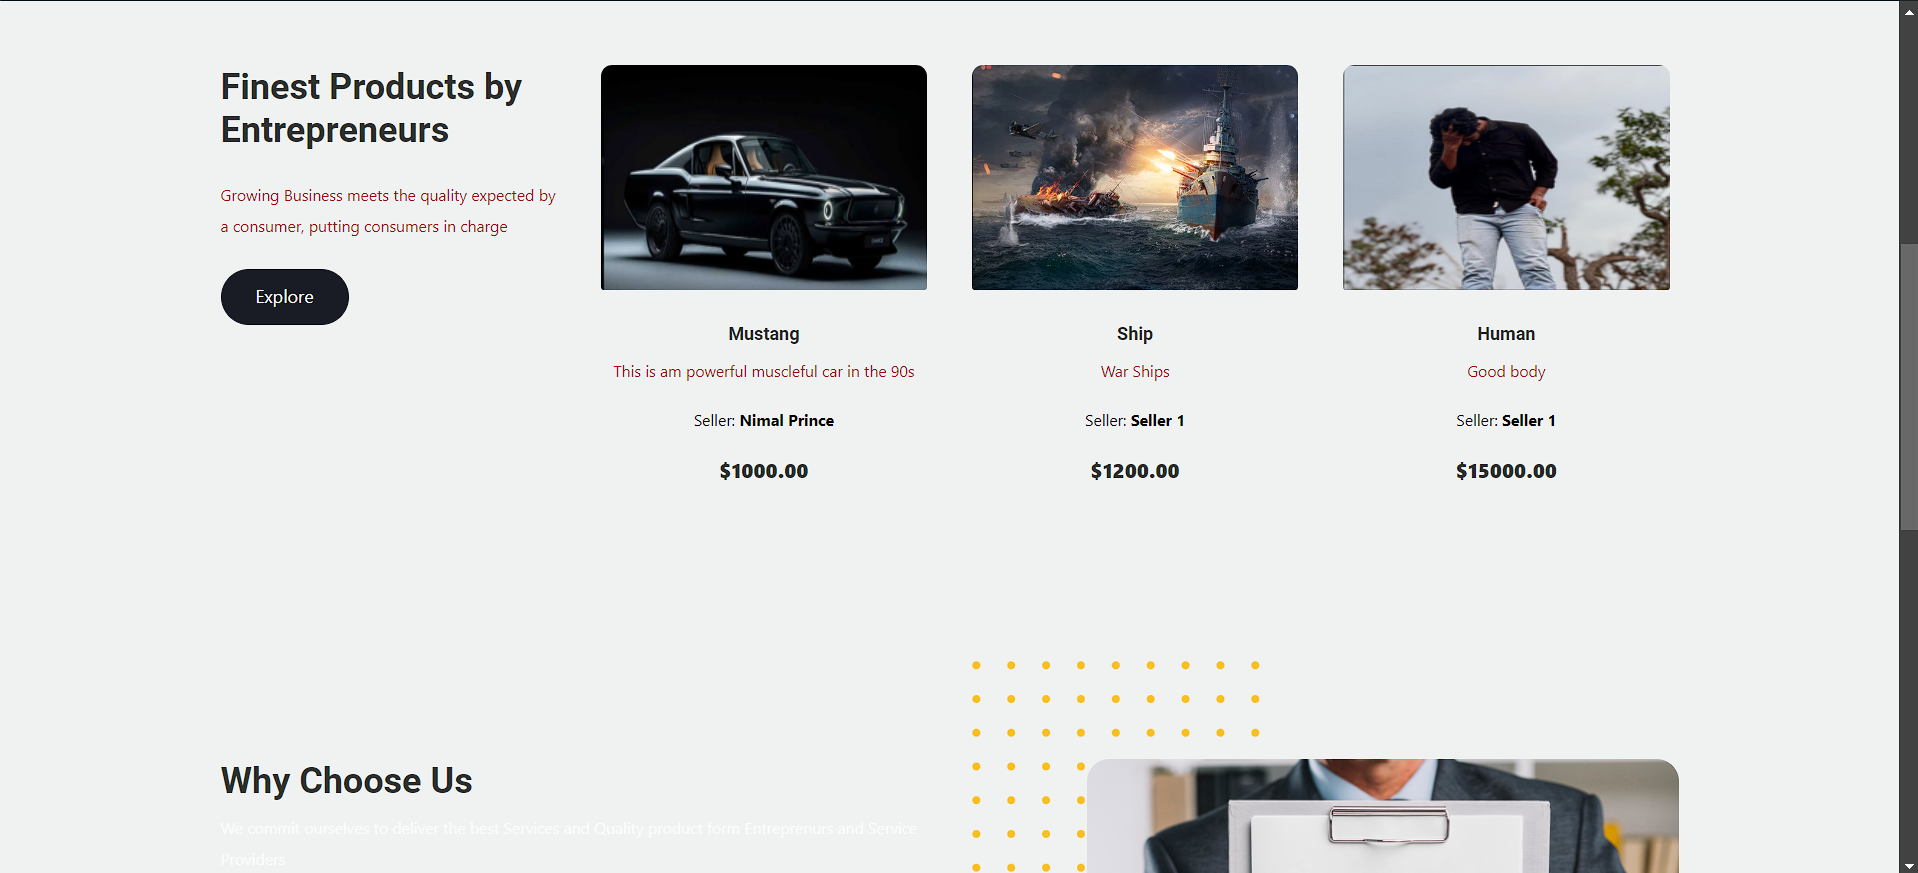 Finest Products by
Entrepreneurs
Growing Business meets the quality expected by
a consumer, putting consumers in charge
Explore
Mustang
This is am powerful muscleful car in the 90s
Seller: Nimal Prince
$1000.00
Ship
War Ships
Seller: Seller 1
$1200.00
Human
Good body
Seller: Seller 1
$15000.00
Why Choose Us
We commit ourselves to deliver the best Services and Quality product form Entreprenurs and Service
Providers